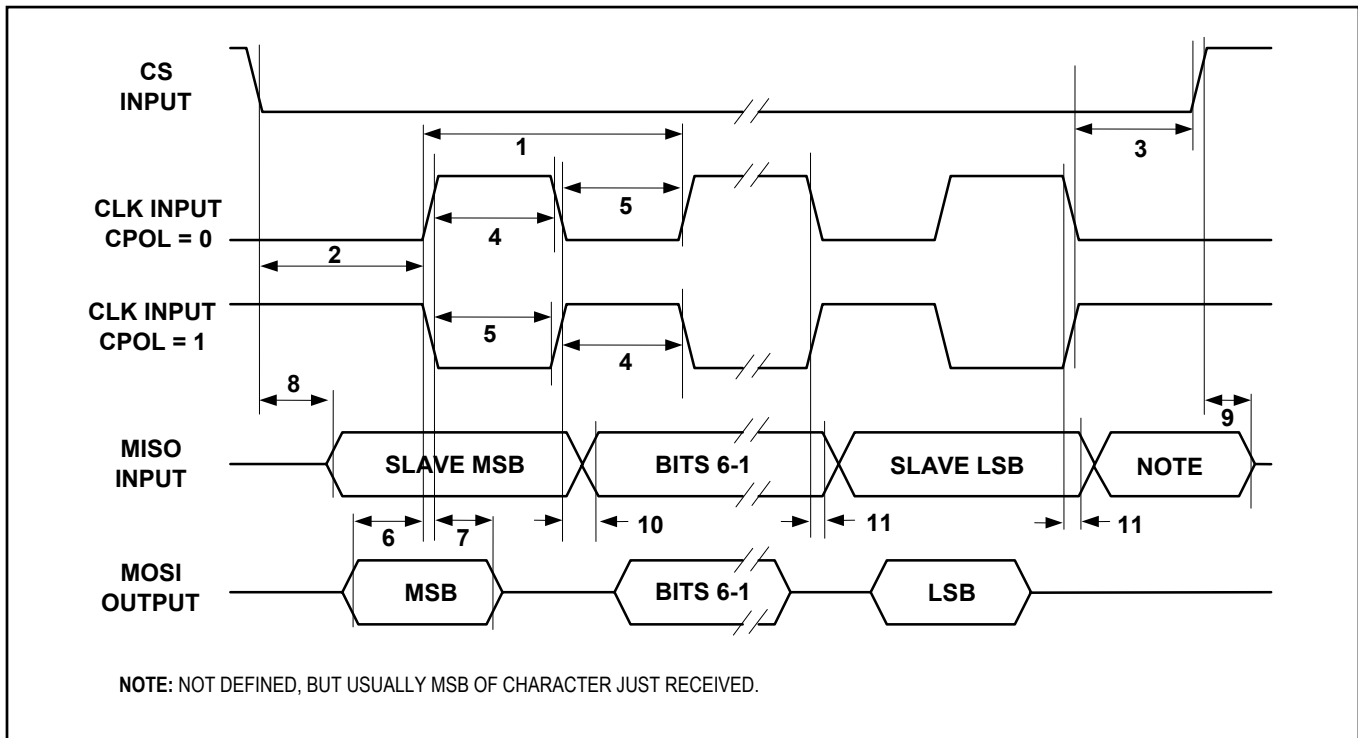 CS
INPUT
1
3
5
CLK INPUT
CPOL = 0
4
2
CLK INPUT
CPOL = 1
5
4
8
9
MISO
INPUT
SLAVE MSB
BITS 6-1
SLAVE LSB
NOTE
6
7
10
11
11
MOSI
OUTPUT
MSB
BITS 6-1
LSB
NOTE: NOT DEFINED, BUT USUALLY MSB OF CHARACTER JUST RECEIVED.